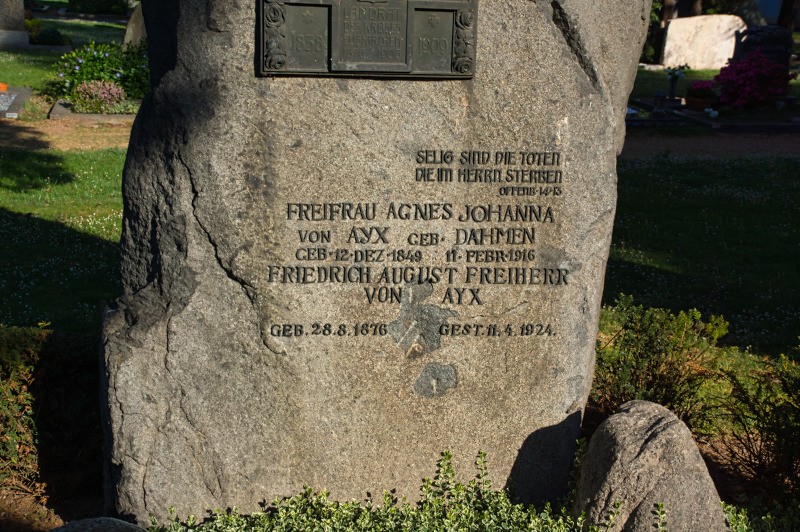 LANDRAT
1858 1909
SELIG SIND DIE TOTEN
DIE IM HERRN STERBEN
OFFENB·14·13
FREIFRAU AGNES JOHANNA
VON AYX GEB· DAHMEN
GEB·12·DEZ·1849 11·FEBR·1916
FRIEDRICH AUGUST FREIHERR
VON AYX
GEB. 28.8.1876 GEST. 11.4.1924.